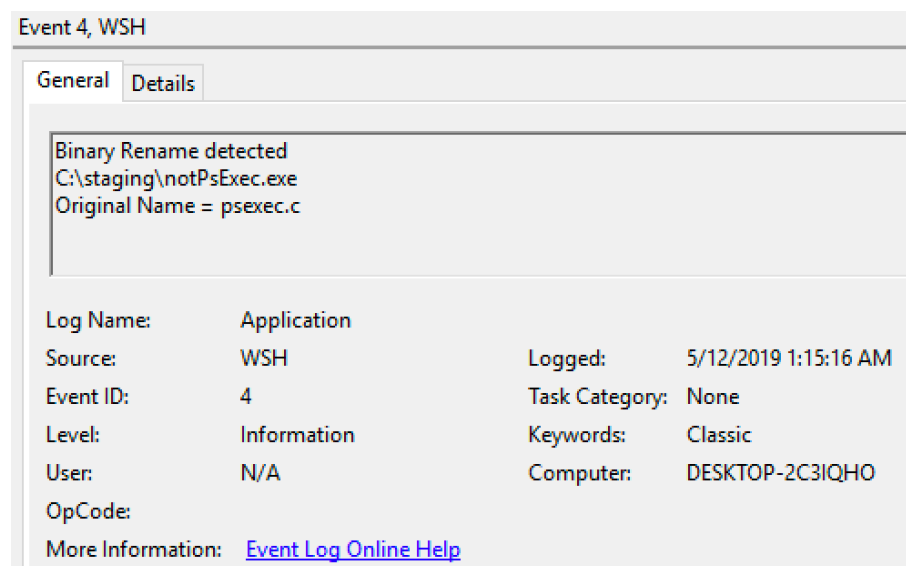 Event 4, WSH
General Details
Binary Rename detected
C:\staging\notPsExec.exe
Original Name = psexec.c
Log Name: Application
Source: WSH Logged: 5/12/2019 1:15:16 AM
Event ID: 4 Task Category: None
Level: Information Keywords: Classic
User: N/A Computer: DESKTOP-2C3IQHO
OpCode:
More Information: Event Log Online Help